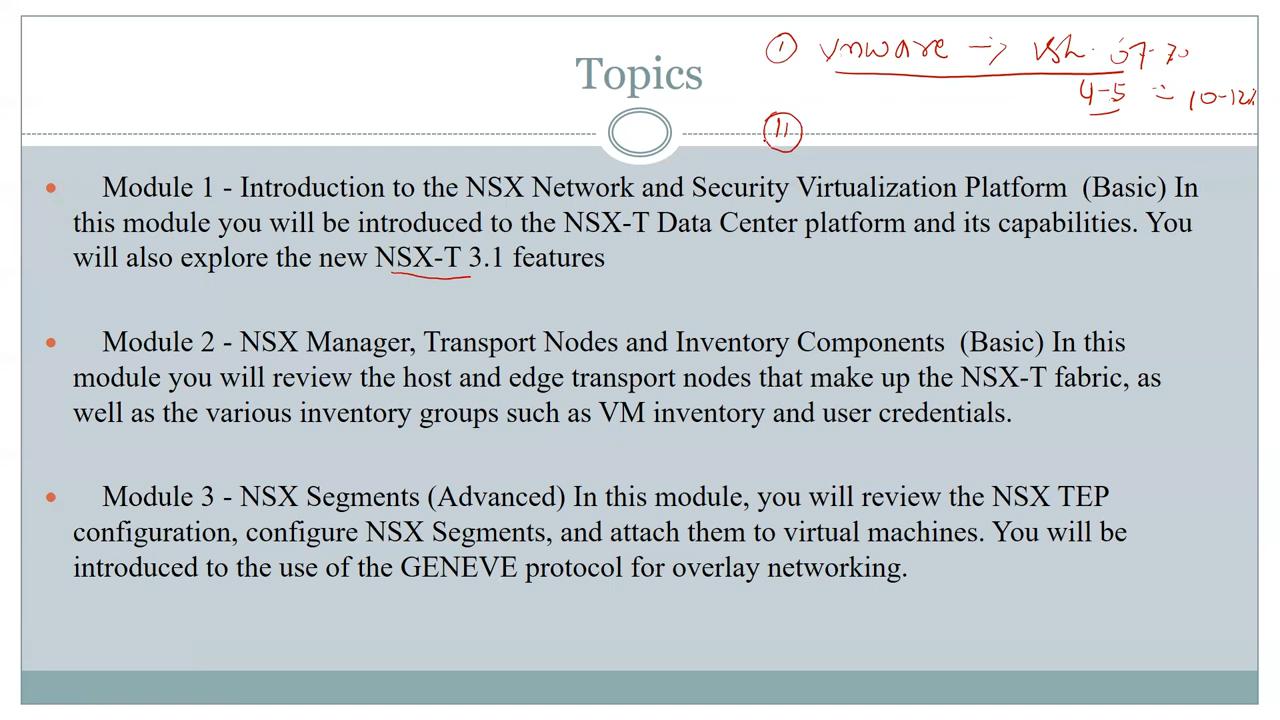 ① vmware →
Topics
4-5 = 10-12%
⑪
Module 1 - Introduction to the NSX Network and Security Virtualization Platform (Basic) In
this module you will be introduced to the NSX-T Data Center platform and its capabilities. You
will also explore the new NSX-T 3.1 features
Module 2 - NSX Manager, Transport Nodes and Inventory Components (Basic) In this
module you will review the host and edge transport nodes that make up the NSX-T fabric, as
well as the various inventory groups such as VM inventory and user credentials.
Module 3 - NSX Segments (Advanced) In this module, you will review the NSX TEP
configuration, configure NSX Segments, and attach them to virtual machines. You will be
introduced to the use of the GENEVE protocol for overlay networking.